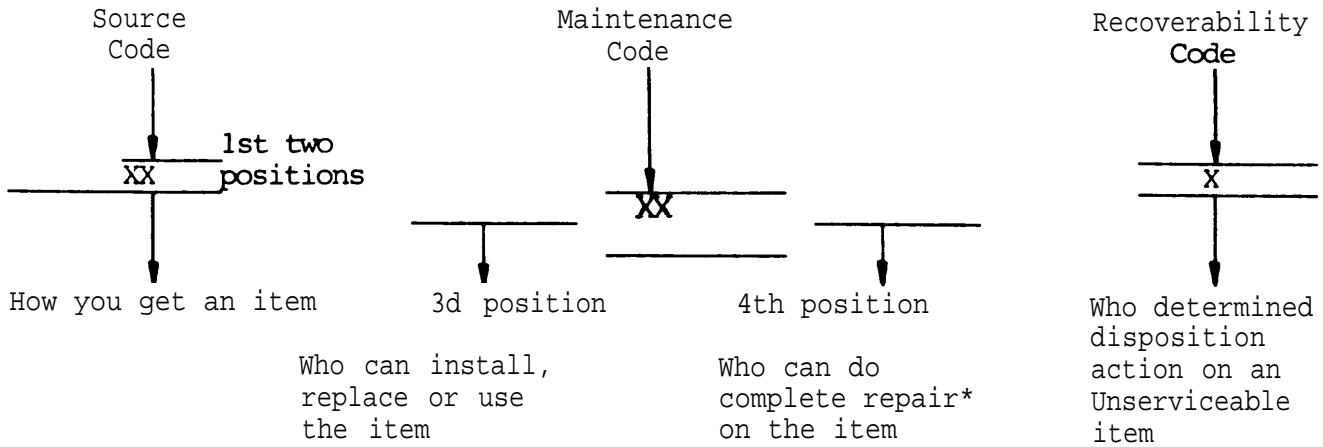 Source
Code
1st two
XX
positions
How you get an item
Maintenance
Code
XX
3d position
Who can install,
replace or use
the item
4th position
Who can do
complete repair*
on the item
Recoverability
Code
X
Who determined
disposition
action on an
Unserviceable
item